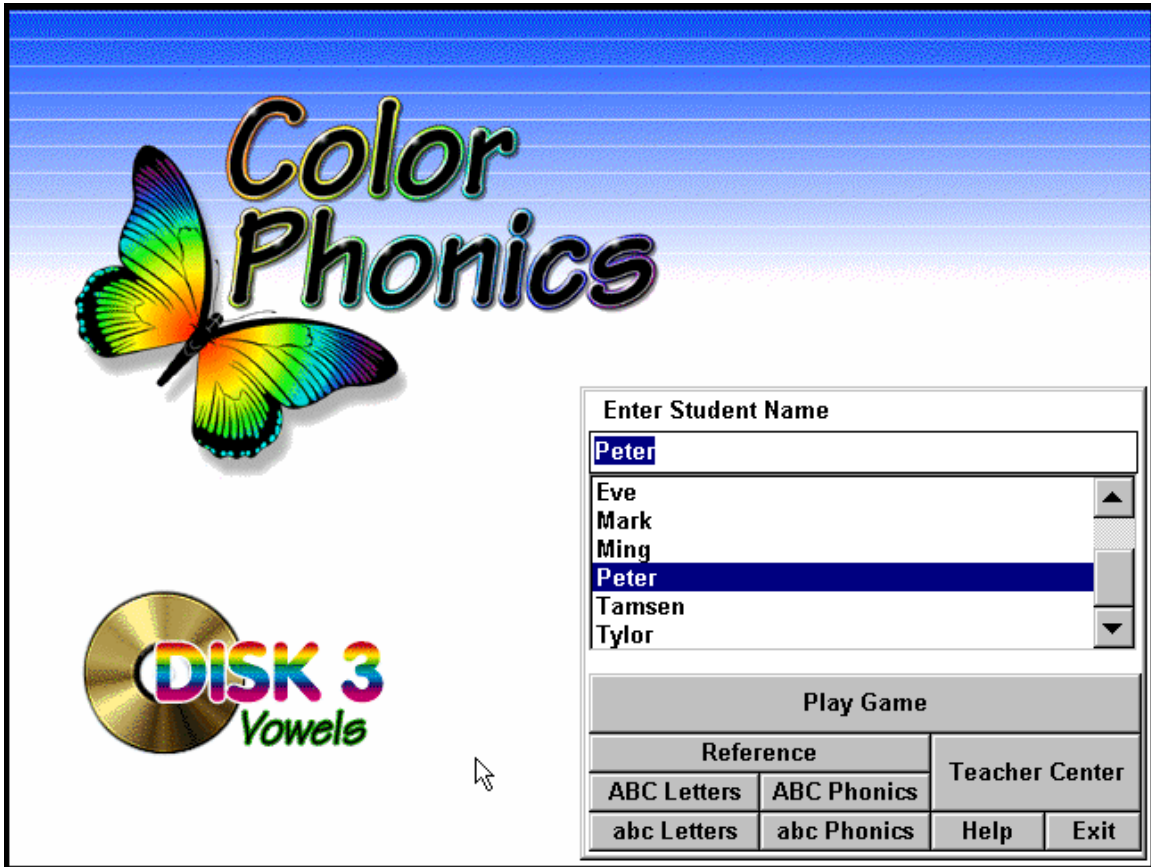 Color
Phonics
Enter Student Name
Peter
Eve
Mark
Ming
Peter
Tamsen
Tylor
DISK 3
Vowels
Play Game
Reference
Teacher Center
ABC Letters
ABC Phonics
abc Letters
abc Phonics
Help
Exit